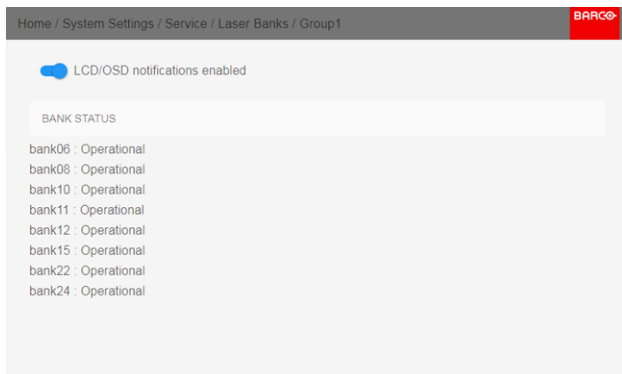 Home / System Settings / Service / Laser Banks / Group1
BARCO
LCD/OSD notifications enabled
BANK STATUS
bank06 : Operational
bank08 : Operational
bank10 : Operational
bank11 : Operational
bank12 : Operational
bank15 : Operational
bank22 : Operational
bank24 : Operational